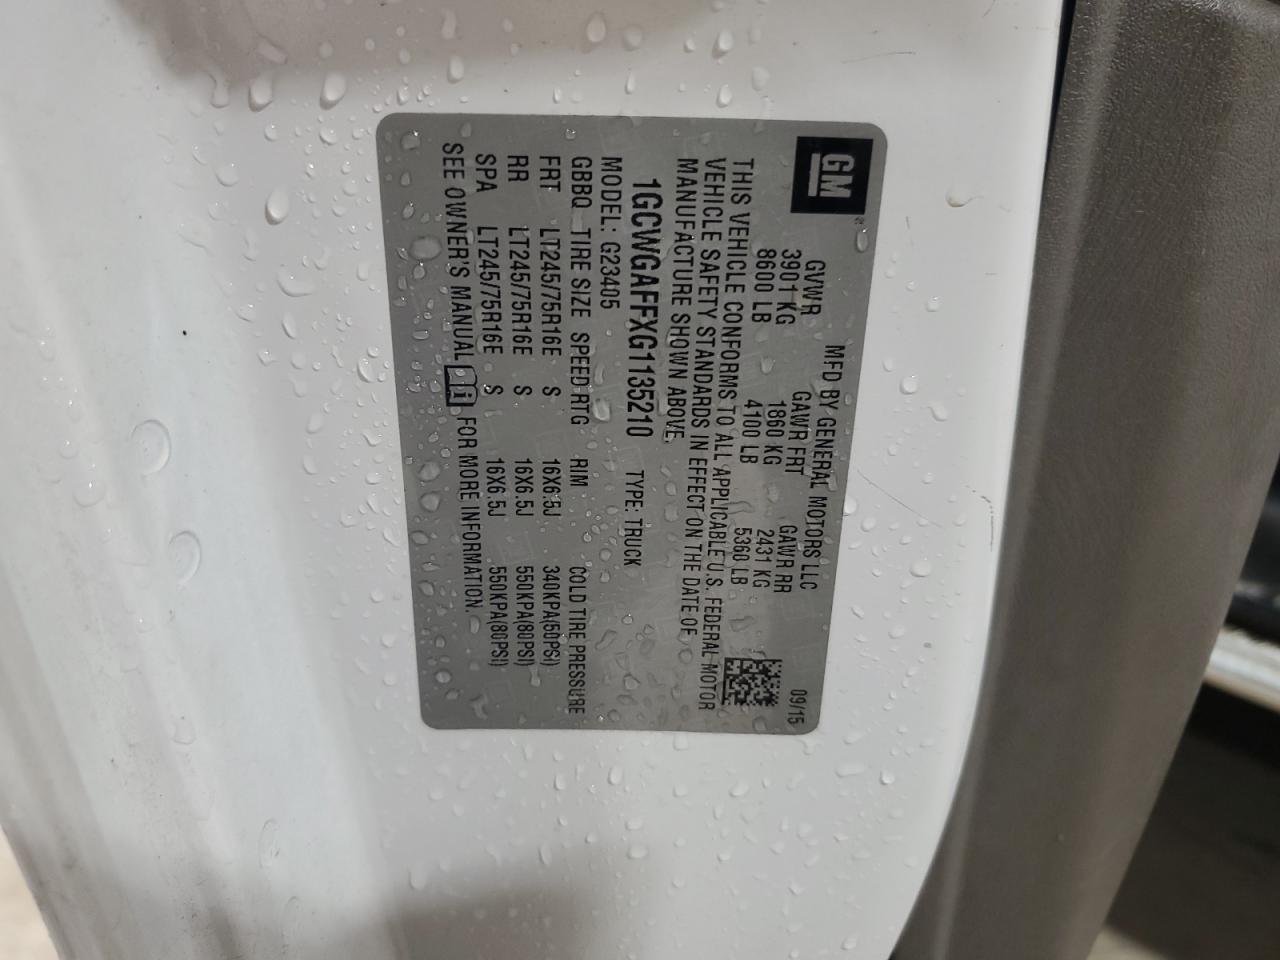 GM
MFD BY GENERAL MOTORS LLC 09/15
GVWR GAWR FRT GAWR RR
3901 KG 1860 KG 2431 KG
8600 LB 4100 LB 5360 LB
THIS VEHICLE CONFORMS TO ALL APPLICABLE U.S. FEDERAL MOTOR
VEHICLE SAFETY STANDARDS IN EFFECT ON THE DATE OF
MANUFACTURE SHOWN ABOVE.
1GCWGAFFXG1135210 TYPE: TRUCK
MODEL: G23405
GBBQ TIRE SIZE SPEED RTG RIM COLD TIRE PRESSURE
FRT LT245/75R16E S 16X6.5J 340KPA(50PSI)
RR LT245/75R16E S 16X6.5J 550KPA(80PSI)
SPA LT245/75R16E S 16X6.5J 550KPA(80PSI)
SEE OWNER'S MANUAL FOR MORE INFORMATION.